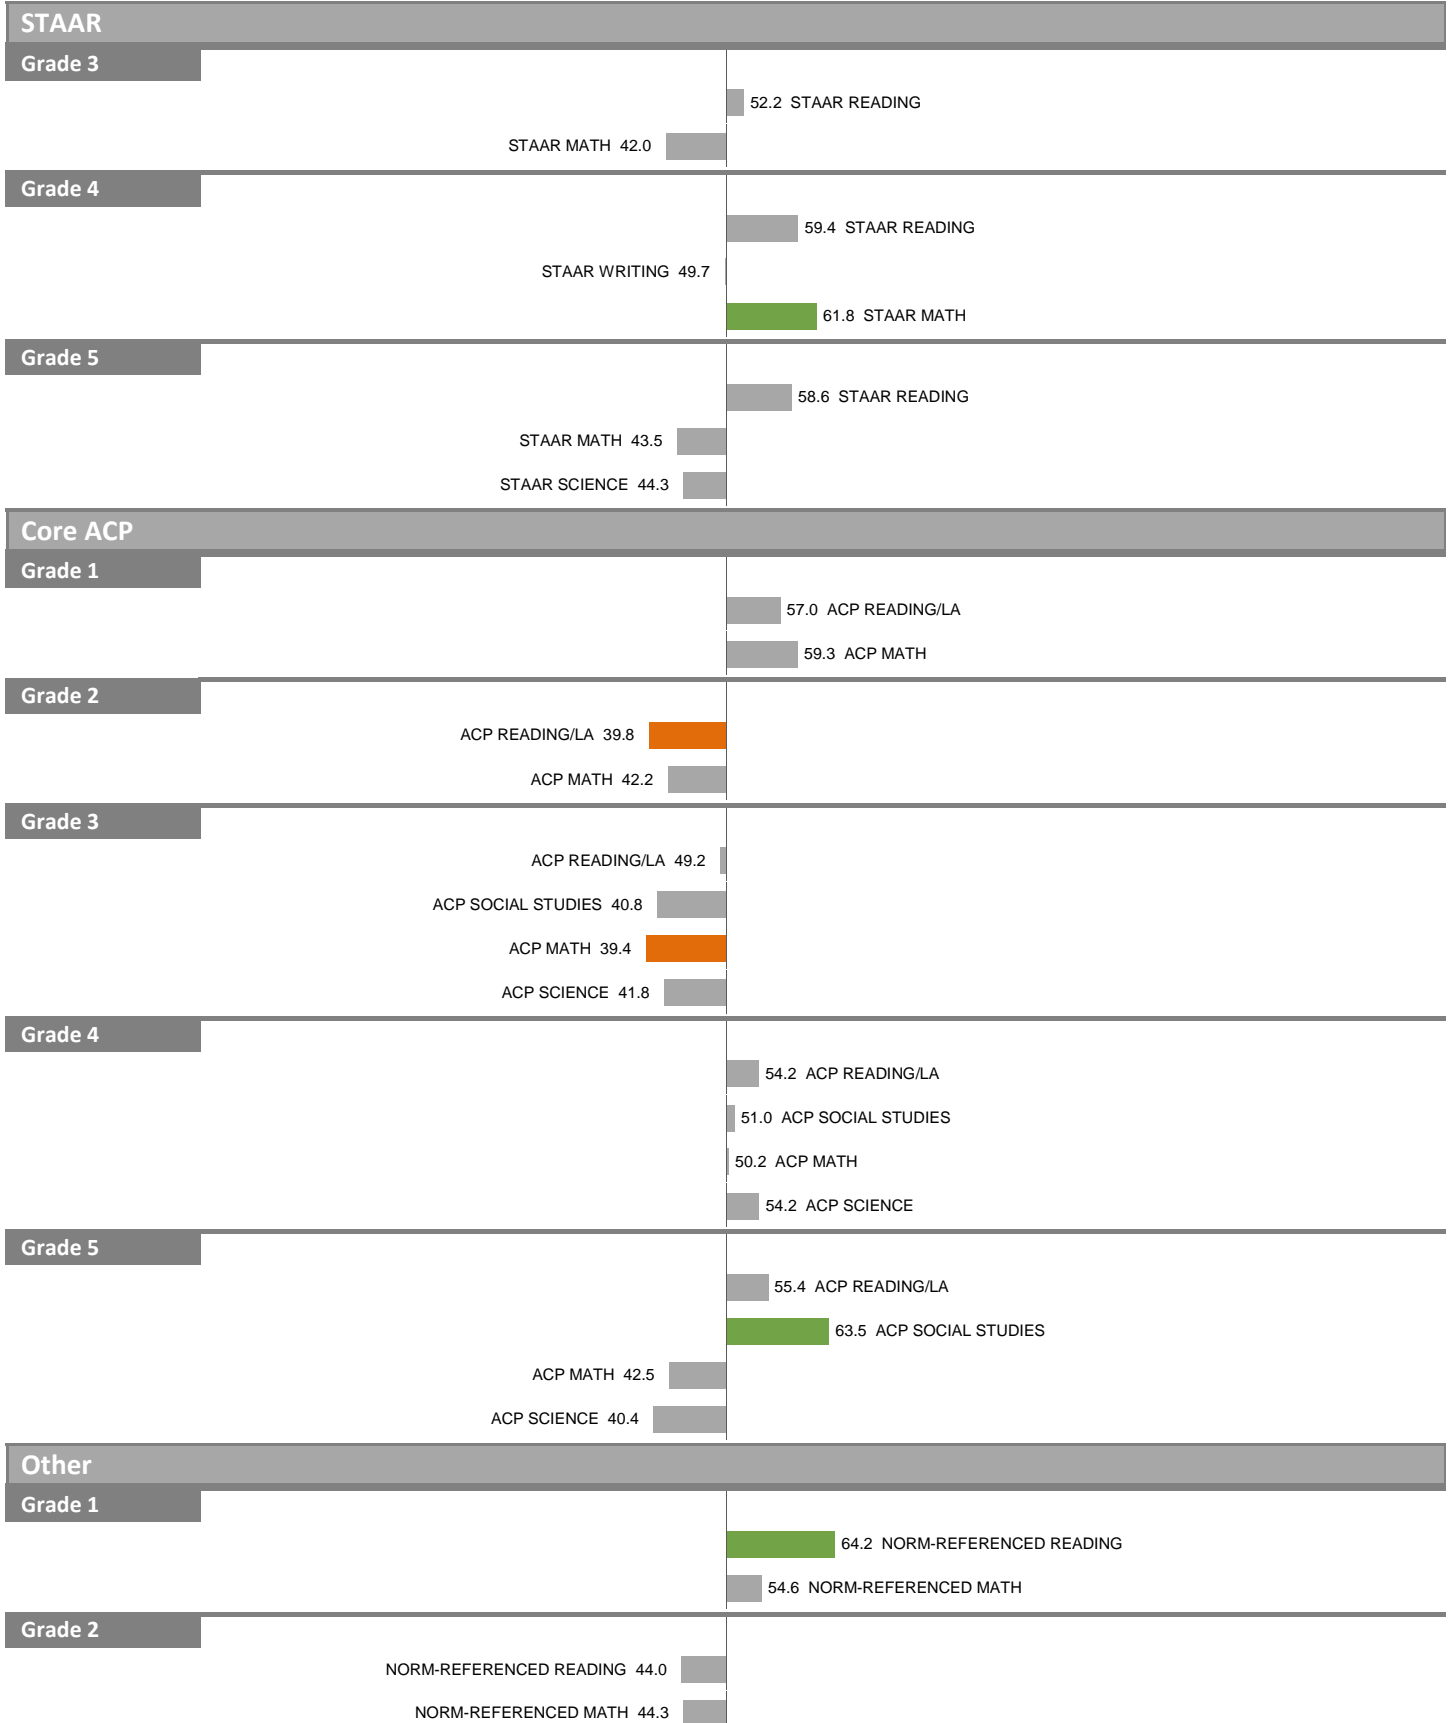 STAAR
Grade 3
52.2 STAAR READING
STAAR MATH 42.0
Grade 4
59.4 STAAR READING
STAAR WRITING 49.7
61.8 STAAR MATH
Grade 5
58.6 STAAR READING
STAAR MATH 43.5
STAAR SCIENCE 44.3
Core ACP
Grade 1
57.0 ACP READING/LA
59.3 ACP MATH
Grade 2
ACP READING/LA 39.8
ACP MATH 42.2
Grade 3
ACP READING/LA 49.2
ACP SOCIAL STUDIES 40.8
ACP MATH 39.4
ACP SCIENCE 41.8
Grade 4
54.2 ACP READING/LA
51.0 ACP SOCIAL STUDIES
50.2 ACP MATH
54.2 ACP SCIENCE
Grade 5
55.4 ACP READING/LA
63.5 ACP SOCIAL STUDIES
ACP MATH 42.5
ACP SCIENCE 40.4
Other
Grade 1
64.2 NORM-REFERENCED READING
54.6 NORM-REFERENCED MATH
Grade 2
NORM-REFERENCED READING 44.0
NORM-REFERENCED MATH 44.3